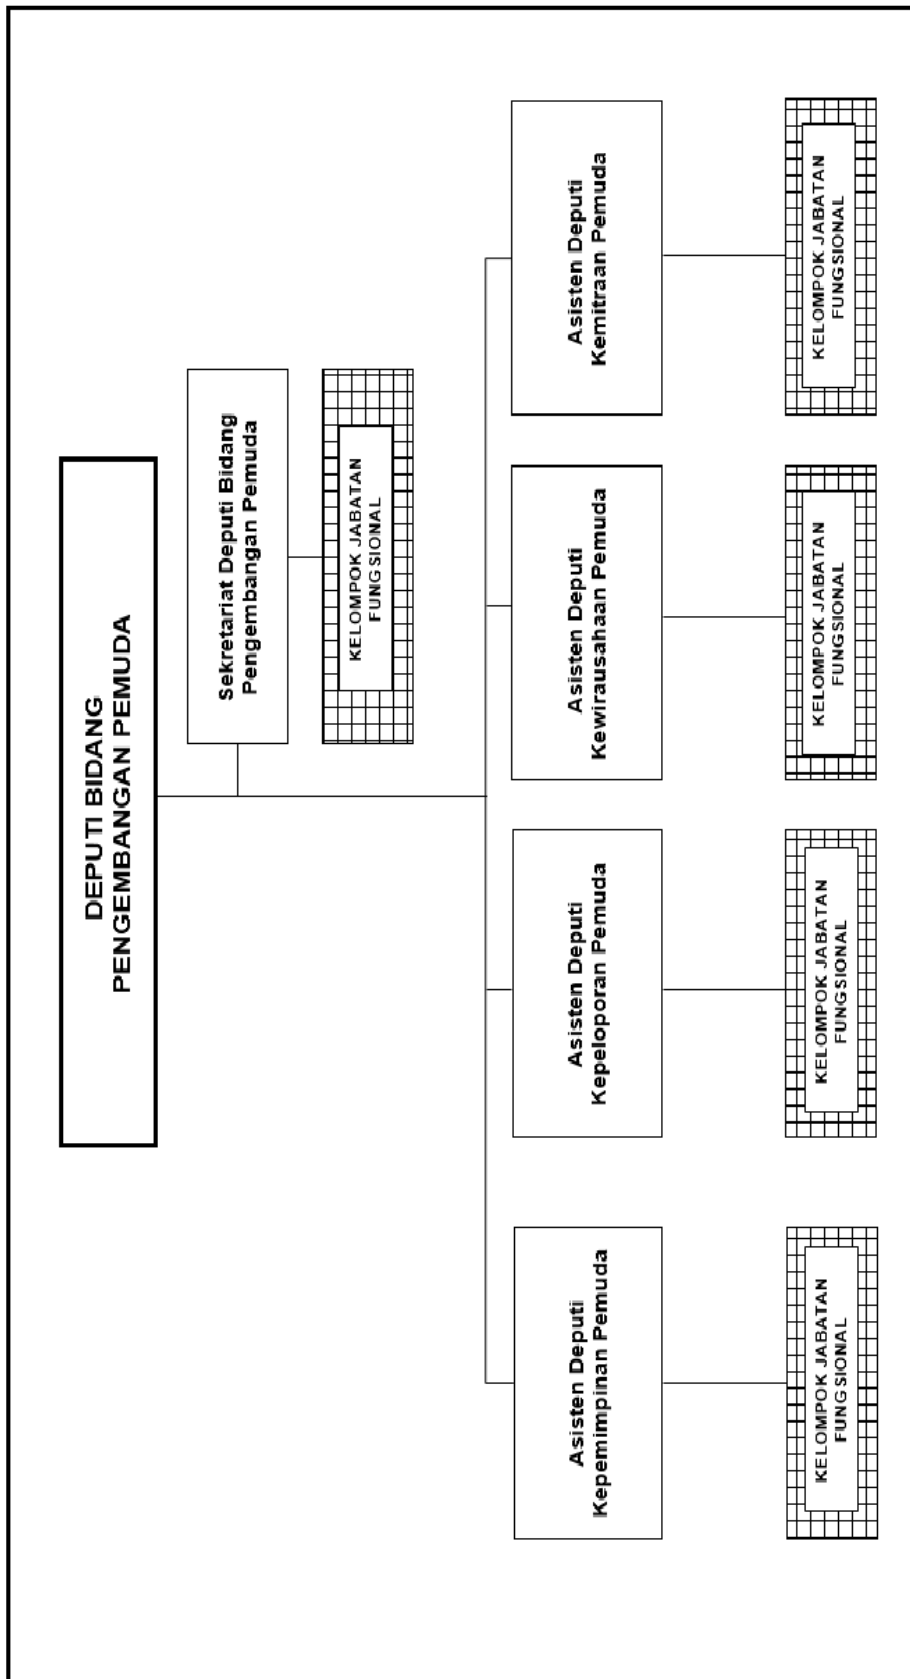 DEPUTI BIDANG
PENGEMBANGAN PEMUDA
Sekretariat Deputi Bidang
Pengembangan Pemuda
KELOMPOK JABATAN
FUNGSIONAL
Asisten Deputi
Kepemimpinan Pemuda
Asisten Deputi
Kepeloporan Pemuda
Asisten Deputi
Kewirausahaan Pemuda
Asisten Deputi
Kemitraan Pemuda
KELOMPOK JABATAN
FUNGSIONAL
KELOMPOK JABATAN
FUNGSIONAL
KELOMPOK JABATAN
FUNGSIONAL
KELOMPOK JABATAN
FUNGSIONAL